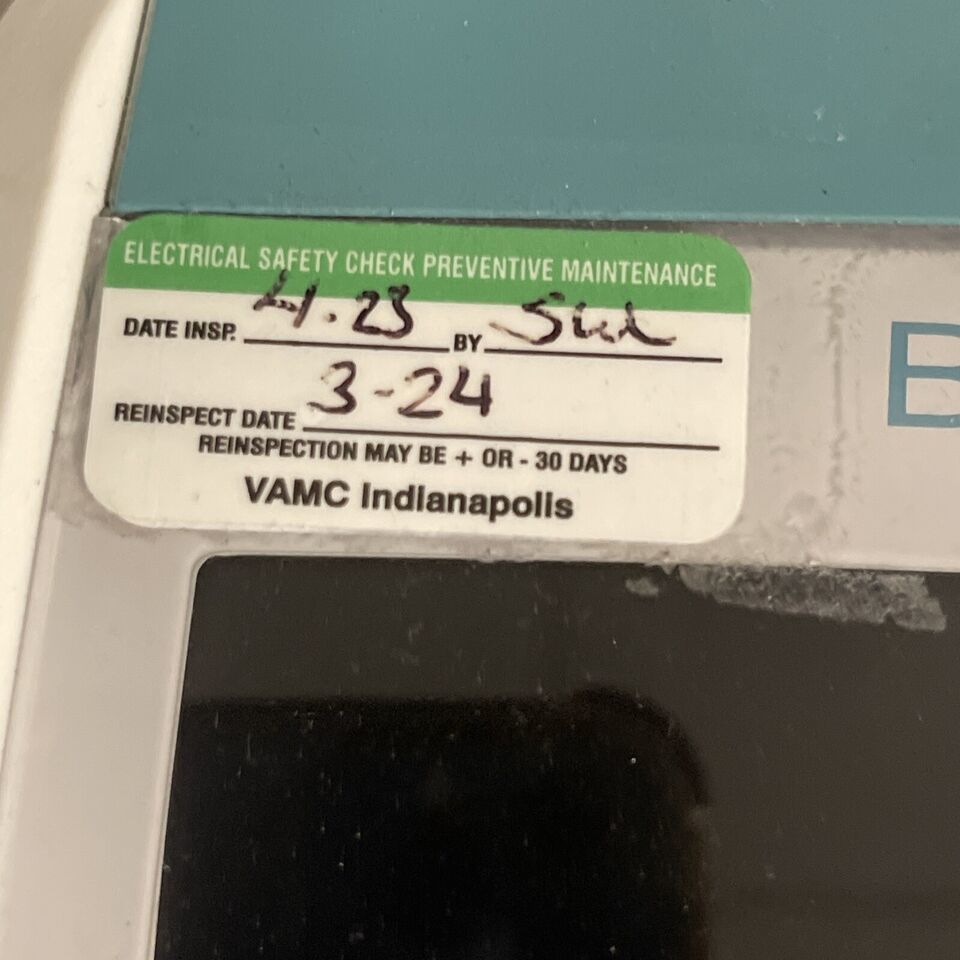 ELECTRICAL SAFETY CHECK PREVENTIVE MAINTENANCE
DATE INSP. 4.23 BY
REINSPECT DATE 3-24
REINSPECTION MAY BE + OR - 30 DAYS
VAMC Indianapolis
B